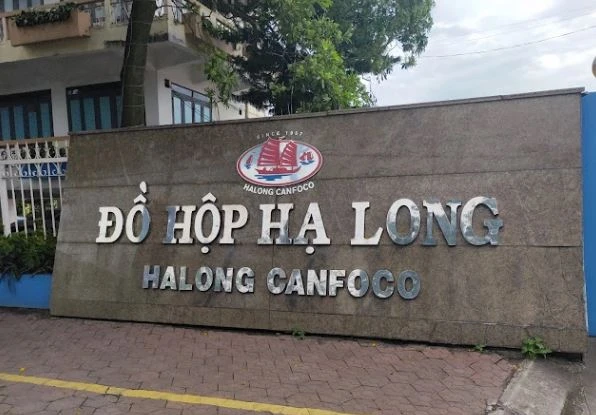 SINCE 1957
HALONG CANFOCO
ĐỒ HỘP HẠ LONG
HALONG CANFOCO